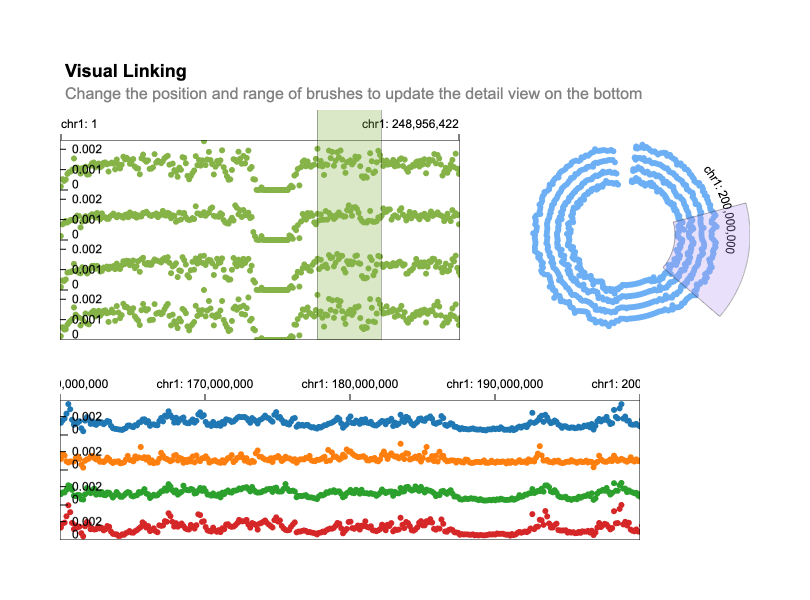 Visual Linking
Change the position and range of brushes to update the detail view on the bottom
chr1: 1
chr1: 248,956,422
0.002
0.001
0
0.002
0.001
0
0.002
0.001
0
0.002
0.001
0
chr1: 200,000,000
0,000,000
chr1: 170,000,000
chr1: 180,000,000
chr1: 190,000,000
chr1: 200
0.002
0
0.002
0
0.002
0
0.002
0